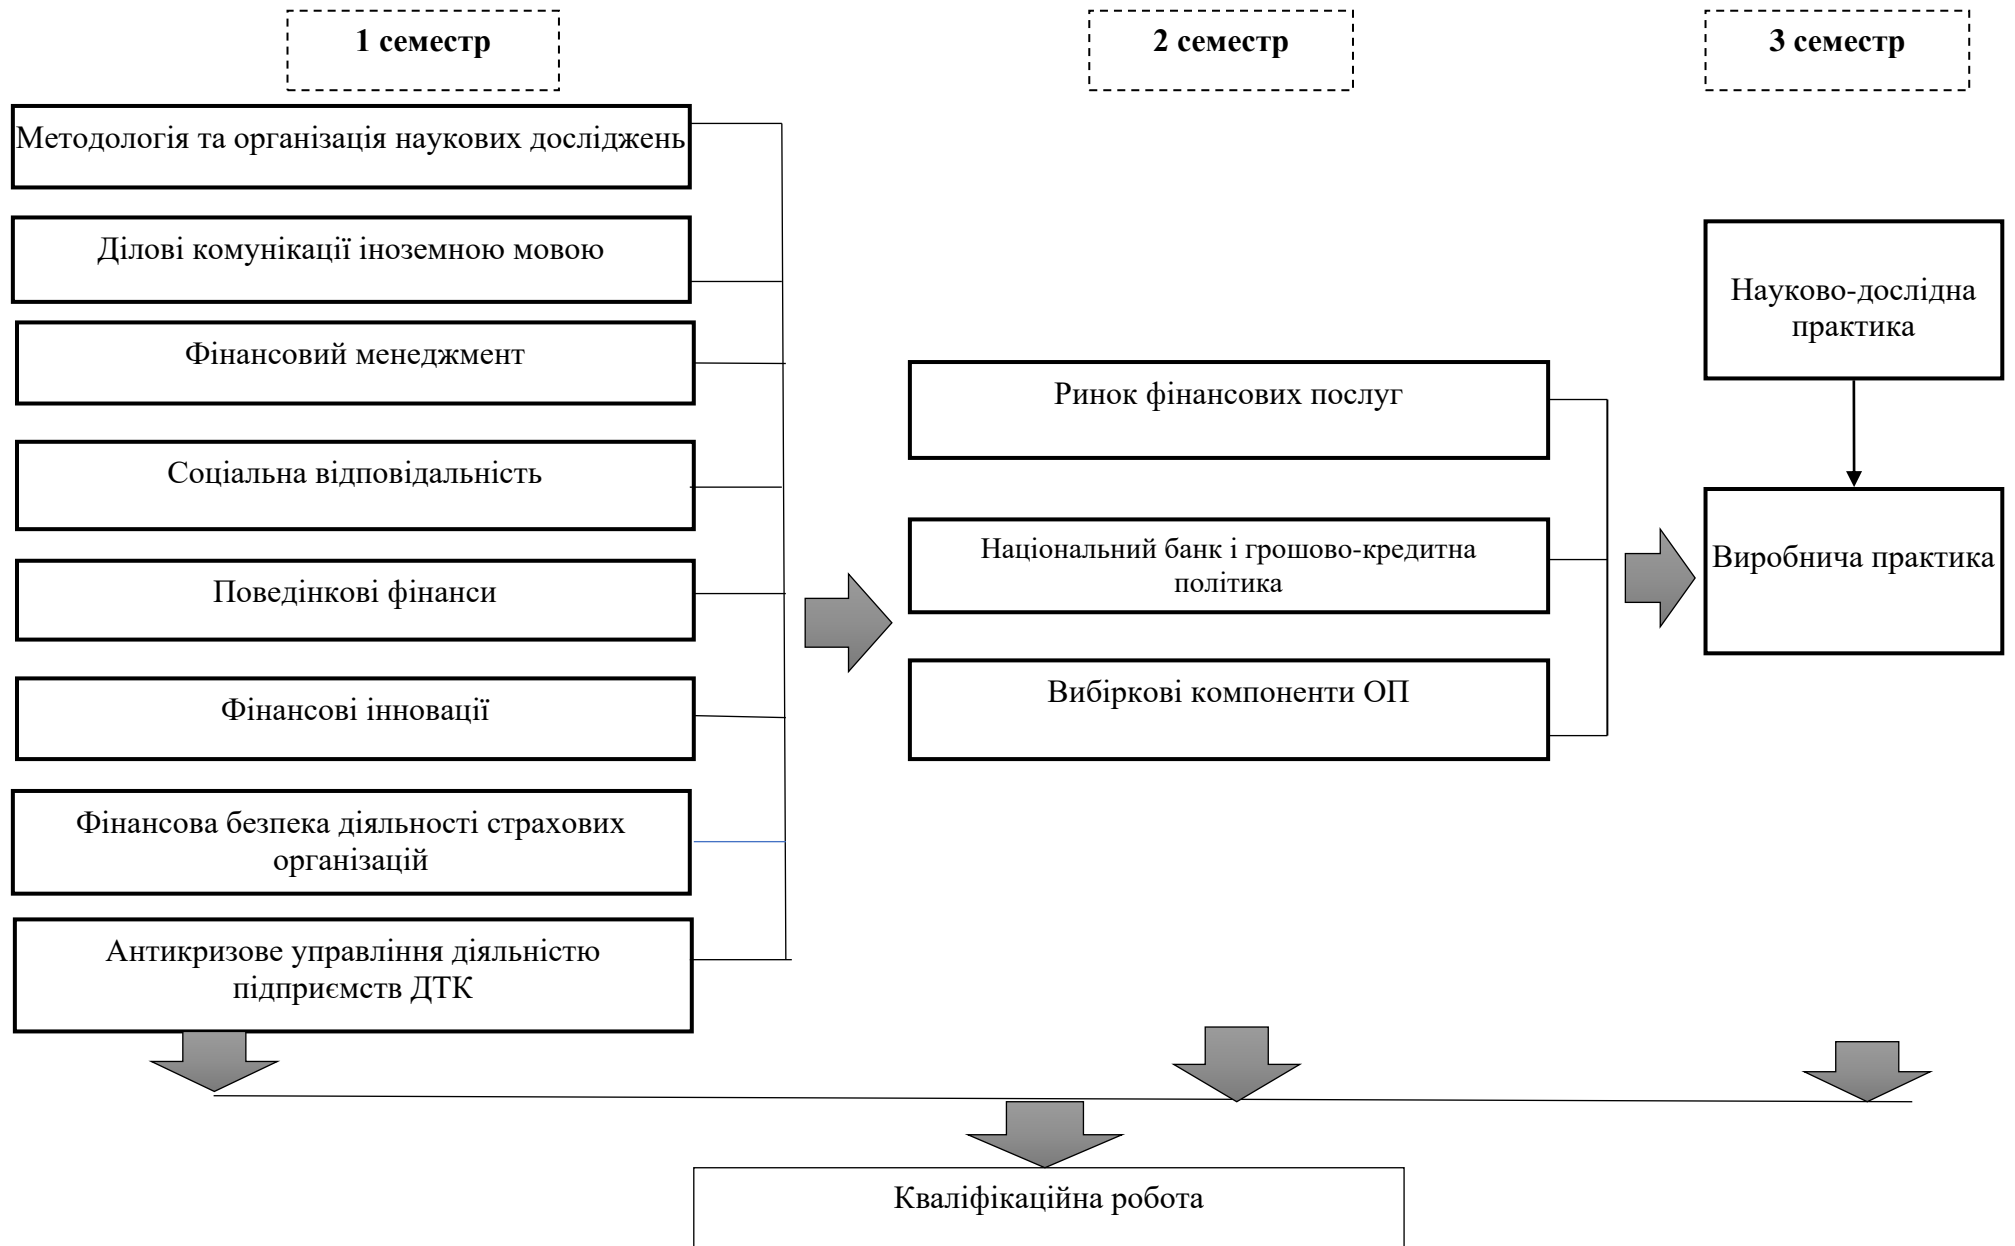 1 семестр
2 семестр
3 семестр
Методологія та організація наукових досліджень
Ділові комунікації іноземною мовою
Фінансовий менеджмент
Соціальна відповідальність
Поведінкові фінанси
Фінансові інновації
Фінансова безпека діяльності страхових
організацій
Антикризове управління діяльністю
підприємств ДТК
Ринок фінансових послуг
Національний банк і грошово-кредитна
політика
Вибіркові компоненти ОП
Науково-дослідна
практика
Виробнича практика
Кваліфікаційна робота